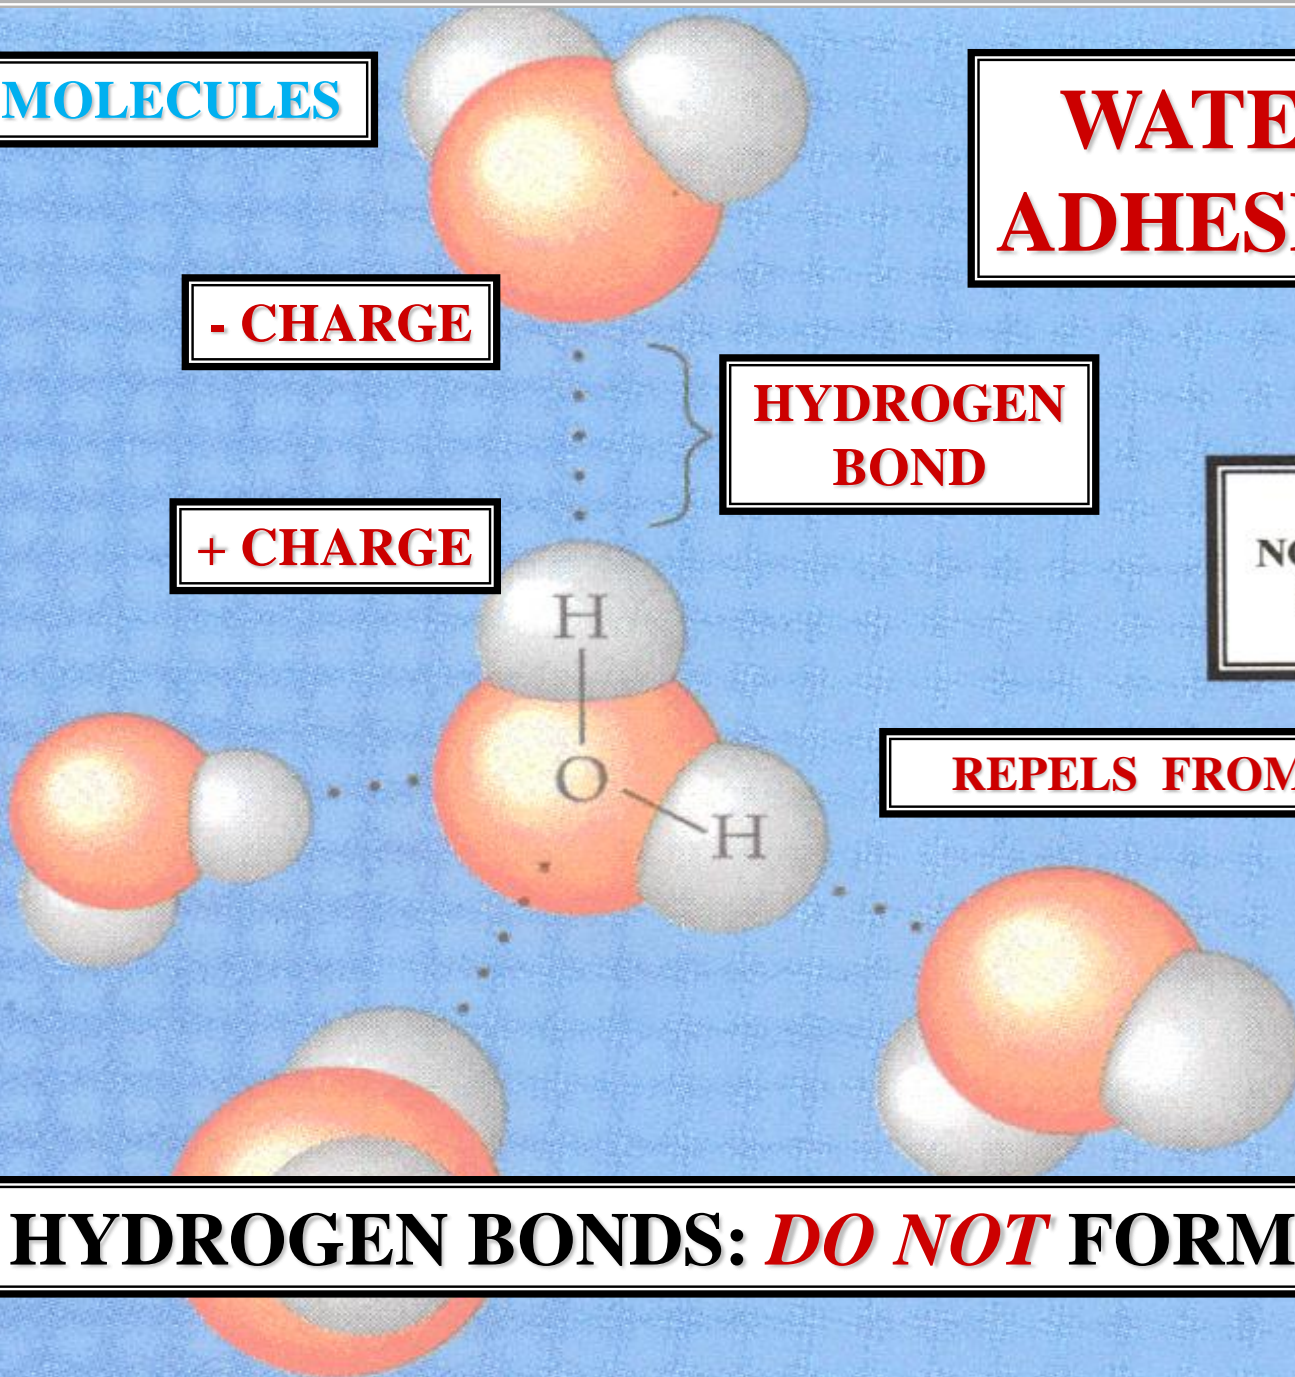 MOLECULES
WATE
ADHES
- CHARGE
HYDROGEN
BOND
+ CHARGE
H
O
H
REPELS FROM
HYDROGEN BONDS: DO NOT FORM